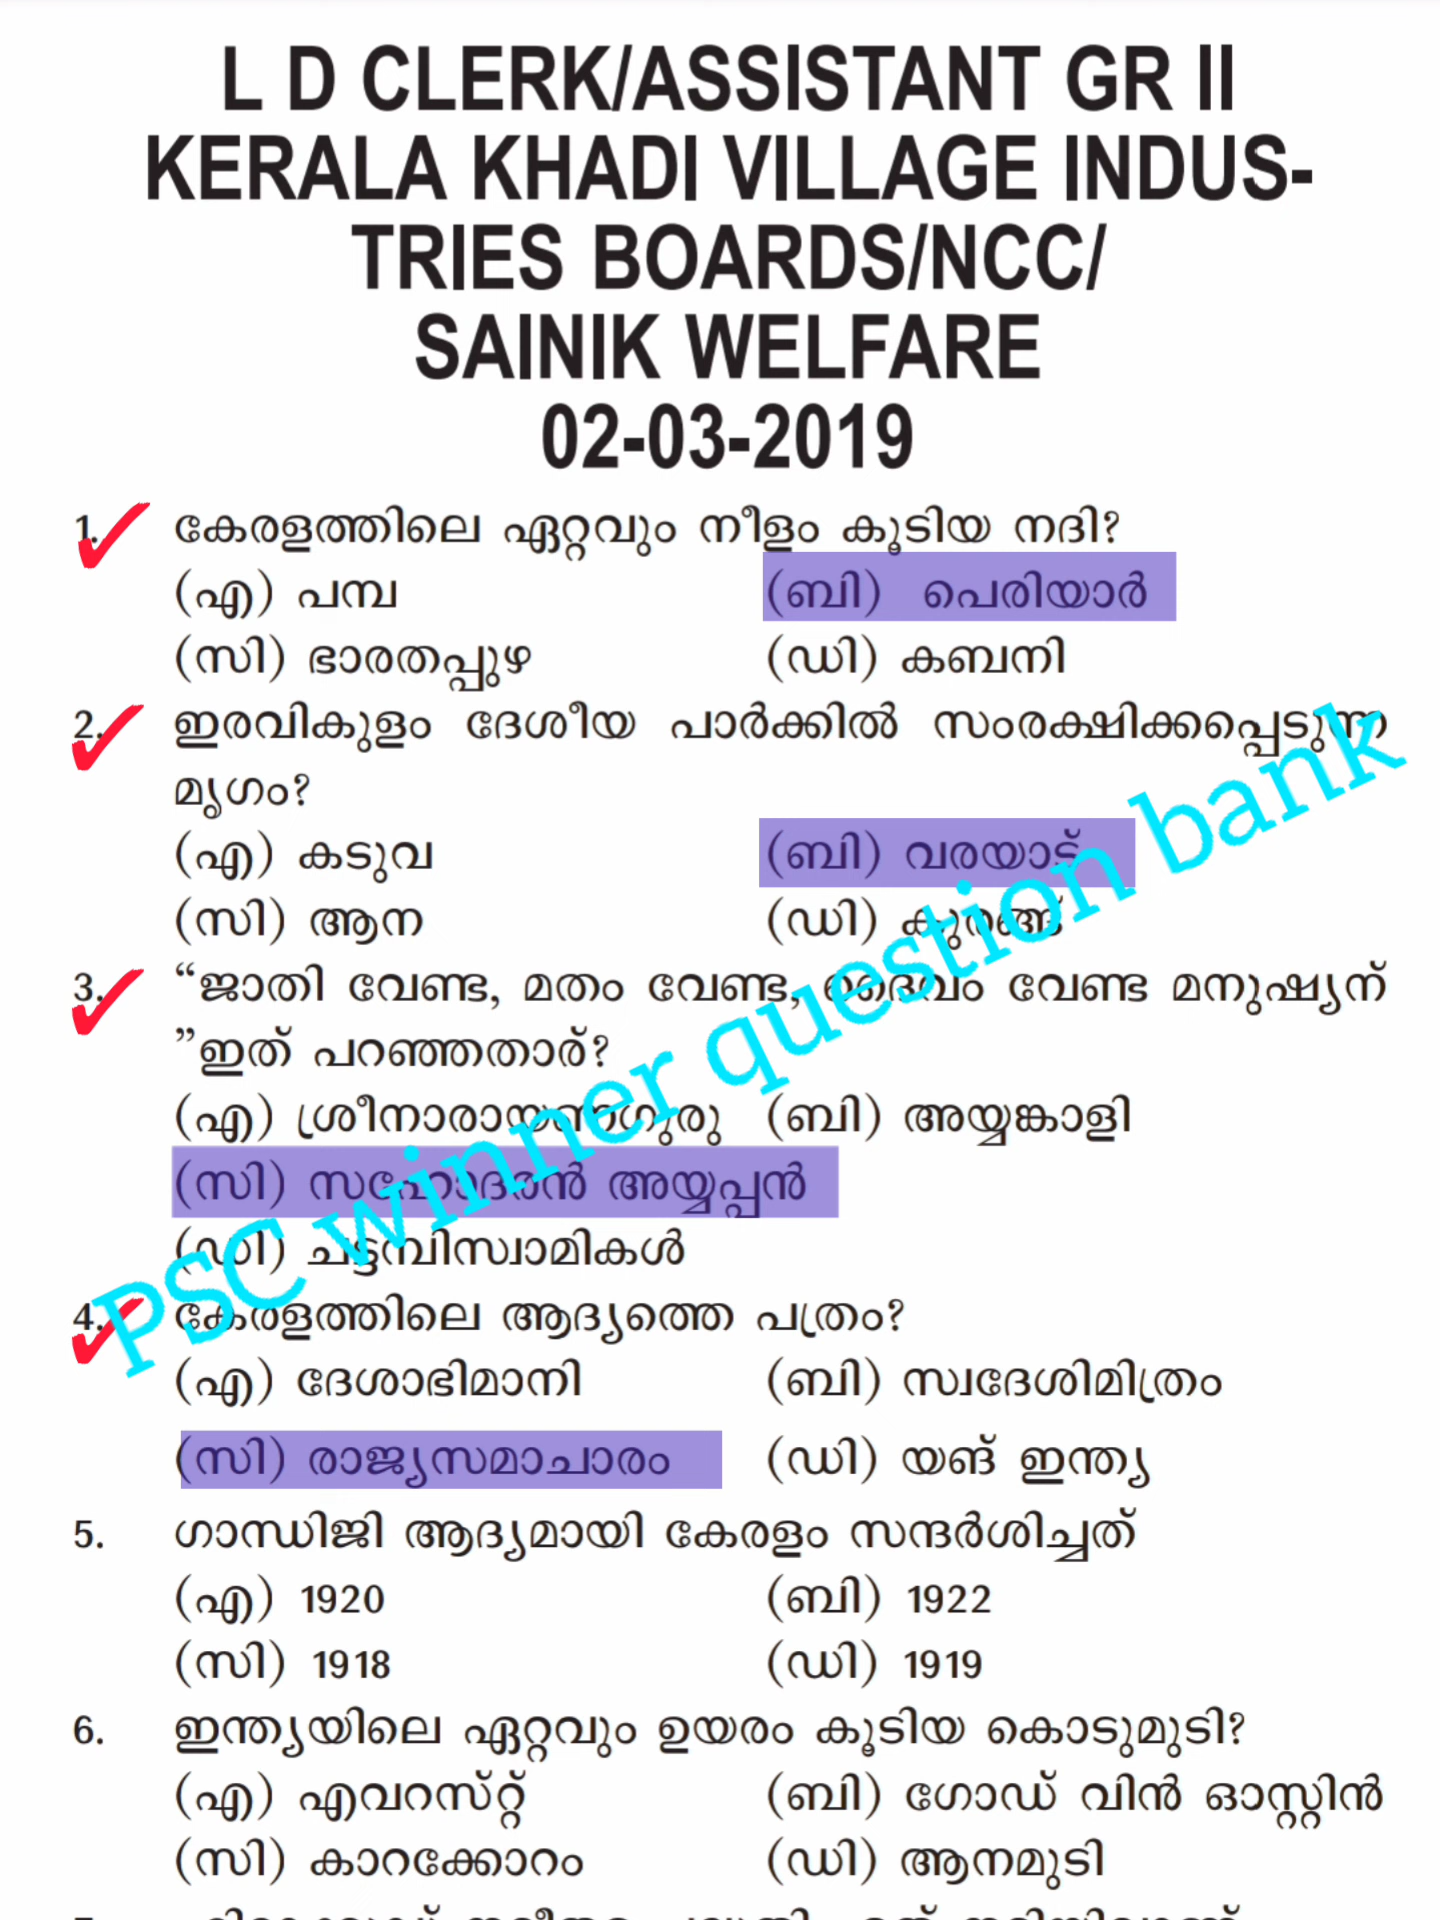 L D CLERK/ASSISTANT GR II
KERALA KHADI VILLAGE INDUS-
TRIES BOARDS/NCC/
SAINIK WELFARE
02-03-2019
1. കേരളത്തിലെ ഏറ്റവും നീളം കൂടിയ നദി?
(എ) പമ്പ (ബി) പെരിയാർ
(സി) ഭാരതപ്പുഴ (ഡി) കബനി
2. ഇരവികുളം ദേശീയ പാർക്കിൽ സംരക്ഷിക്കപ്പെടുന്ന
മൃഗം?
(എ) കടുവ (ബി) വരയാട്
(സി) ആന (ഡി) കുരങ്ങ്
3. “ജാതി വേണ്ട, മതം വേണ്ട, ദൈവം വേണ്ട മനുഷ്യന്
”ഇത് പറഞ്ഞതാര്?
(എ) ശ്രീനാരായണഗുരു (ബി) അയ്യങ്കാളി
(സി) സഹോദരൻ അയ്യപ്പൻ
(ഡി) ചട്ടമ്പിസ്വാമികൾ
4. കേരളത്തിലെ ആദ്യത്തെ പത്രം?
(എ) ദേശാഭിമാനി (ബി) സ്വദേശിമിത്രം
(സി) രാജ്യസമാചാരം (ഡി) യങ് ഇന്ത്യ
5. ഗാന്ധിജി ആദ്യമായി കേരളം സന്ദർശിച്ചത്
(എ) 1920 (ബി) 1922
(സി) 1918 (ഡി) 1919
6. ഇന്ത്യയിലെ ഏറ്റവും ഉയരം കൂടിയ കൊടുമുടി?
(എ) എവറസ്റ്റ് (ബി) ഗോഡ് വിൻ ഓസ്റ്റിൻ
(സി) കാറക്കോറം (ഡി) ആനമുടി
PSC winner question bank